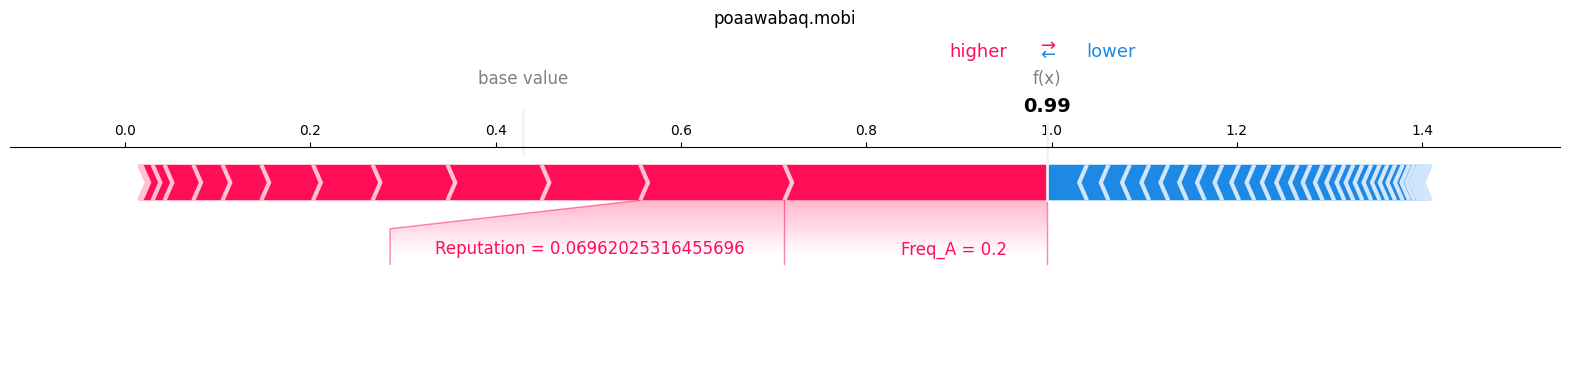 poaawabaq.mobi
higher ⇄ lower
base value f(x)
0.99
0.0 0.2 0.4 0.6 0.8 1.0 1.2 1.4
Reputation = 0.06962025316455696 Freq_A = 0.2